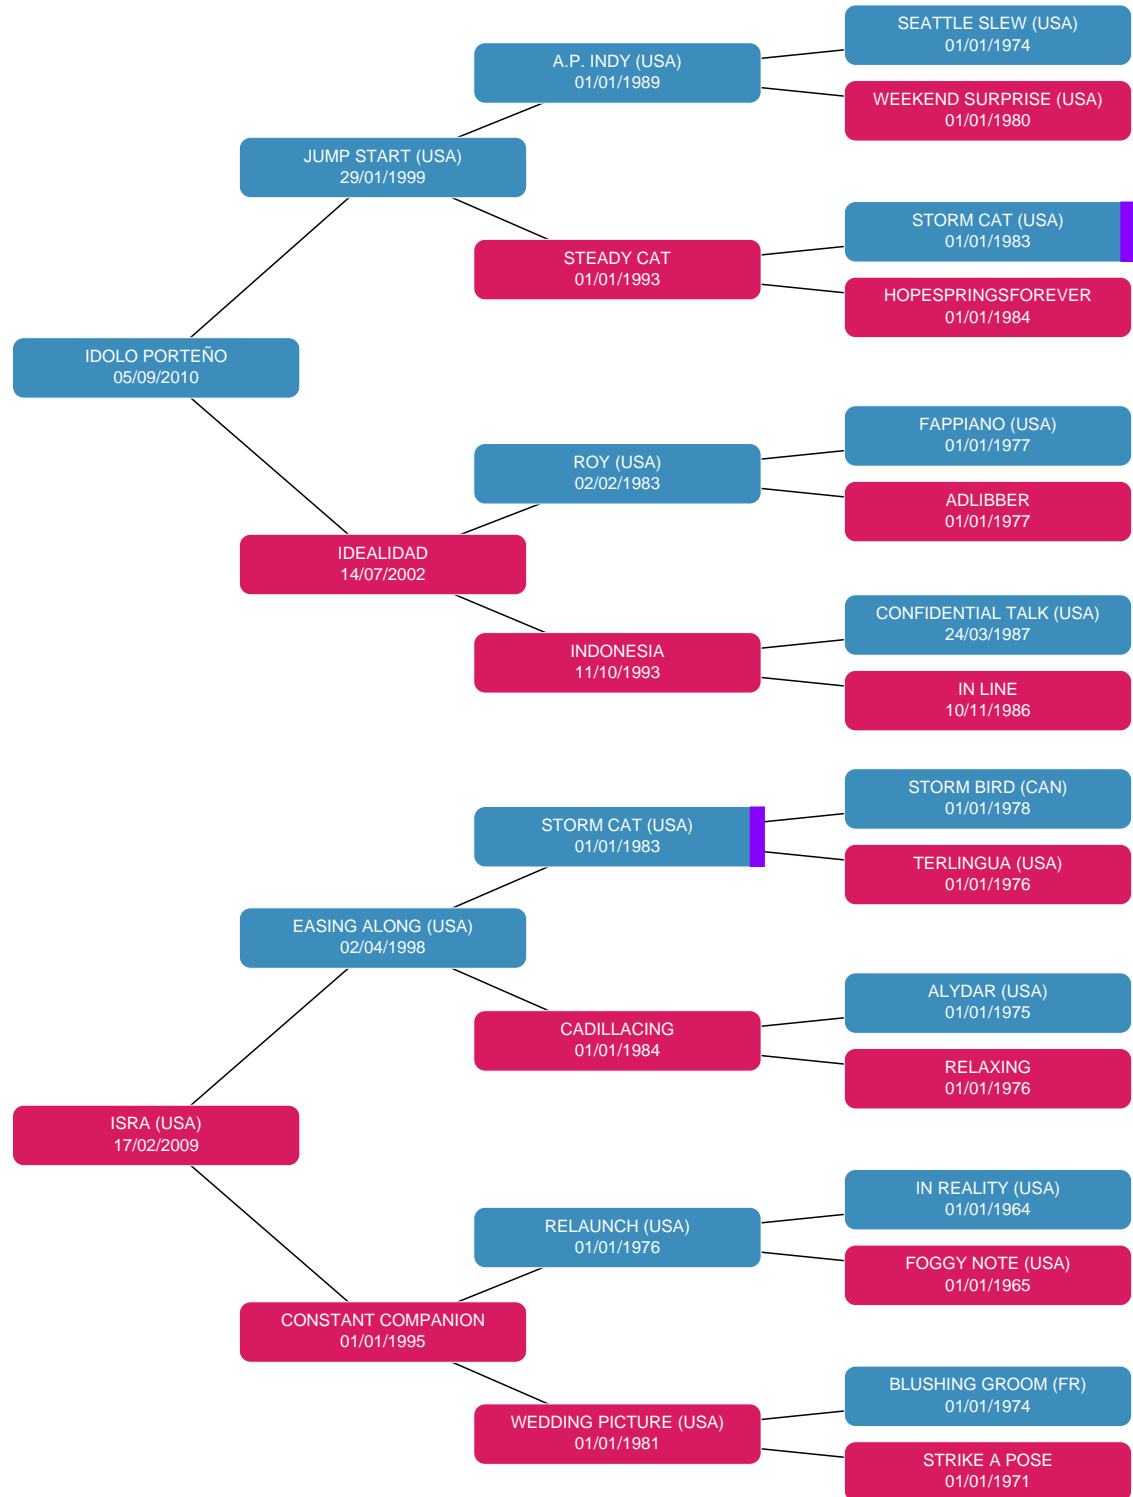 SEATTLE SLEW (USA)
01/01/1974
A.P. INDY (USA)
01/01/1989
WEEKEND SURPRISE (USA)
01/01/1980
JUMP START (USA)
29/01/1999
STORM CAT (USA)
01/01/1983
STEADY CAT
01/01/1993
HOPESPRINGSFOREVER
01/01/1984
IDOLO PORTEÑO
05/09/2010
FAPPIANO (USA)
01/01/1977
ROY (USA)
02/02/1983
ADLIBBER
01/01/1977
IDEALIDAD
14/07/2002
CONFIDENTIAL TALK (USA)
24/03/1987
INDONESIA
11/10/1993
IN LINE
10/11/1986
STORM BIRD (CAN)
01/01/1978
STORM CAT (USA)
01/01/1983
TERLINGUA (USA)
01/01/1976
EASING ALONG (USA)
02/04/1998
ALYDAR (USA)
01/01/1975
CADILLACING
01/01/1984
RELAXING
01/01/1976
ISRA (USA)
17/02/2009
IN REALITY (USA)
01/01/1964
RELAUNCH (USA)
01/01/1976
FOGGY NOTE (USA)
01/01/1965
CONSTANT COMPANION
01/01/1995
BLUSHING GROOM (FR)
01/01/1974
WEDDING PICTURE (USA)
01/01/1981
STRIKE A POSE
01/01/1971